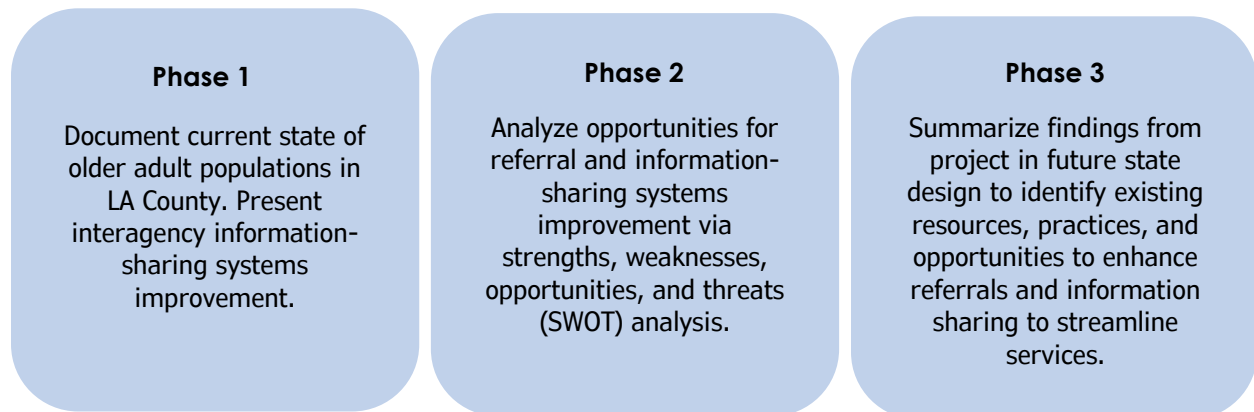 Phase 1
Document current state of
older adult populations in
LA County. Present
interagency information-
sharing systems
improvement.
Phase 2
Analyze opportunities for
referral and information-
sharing systems
improvement via
strengths, weaknesses,
opportunities, and threats
(SWOT) analysis.
Phase 3
Summarize findings from
project in future state
design to identify existing
resources, practices, and
opportunities to enhance
referrals and information
sharing to streamline
services.